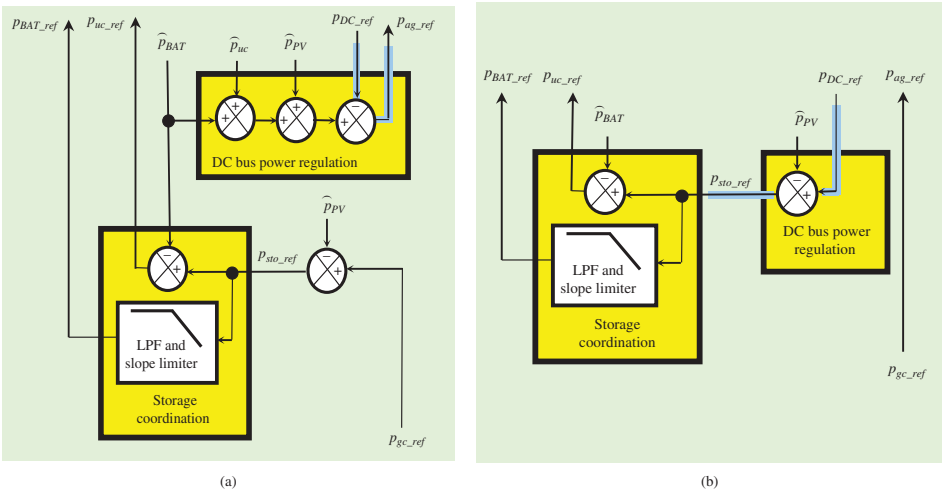 p_BAT_ref
p_uc_ref
p_DC_ref
p_ag_ref
p̂_BAT
p̂_uc
p̂_PV
+
+
+
+
−
+
DC bus power regulation
p̂_PV
−
+
p_sto_ref
−
+
LPF and
slope limiter
Storage
coordination
p_gc_ref
(a)
p_BAT_ref
p_uc_ref
p_DC_ref
p_ag_ref
p̂_BAT
p̂_PV
−
+
p_sto_ref
−
+
DC bus power
regulation
LPF and
slope limiter
Storage
coordination
p_gc_ref
(b)